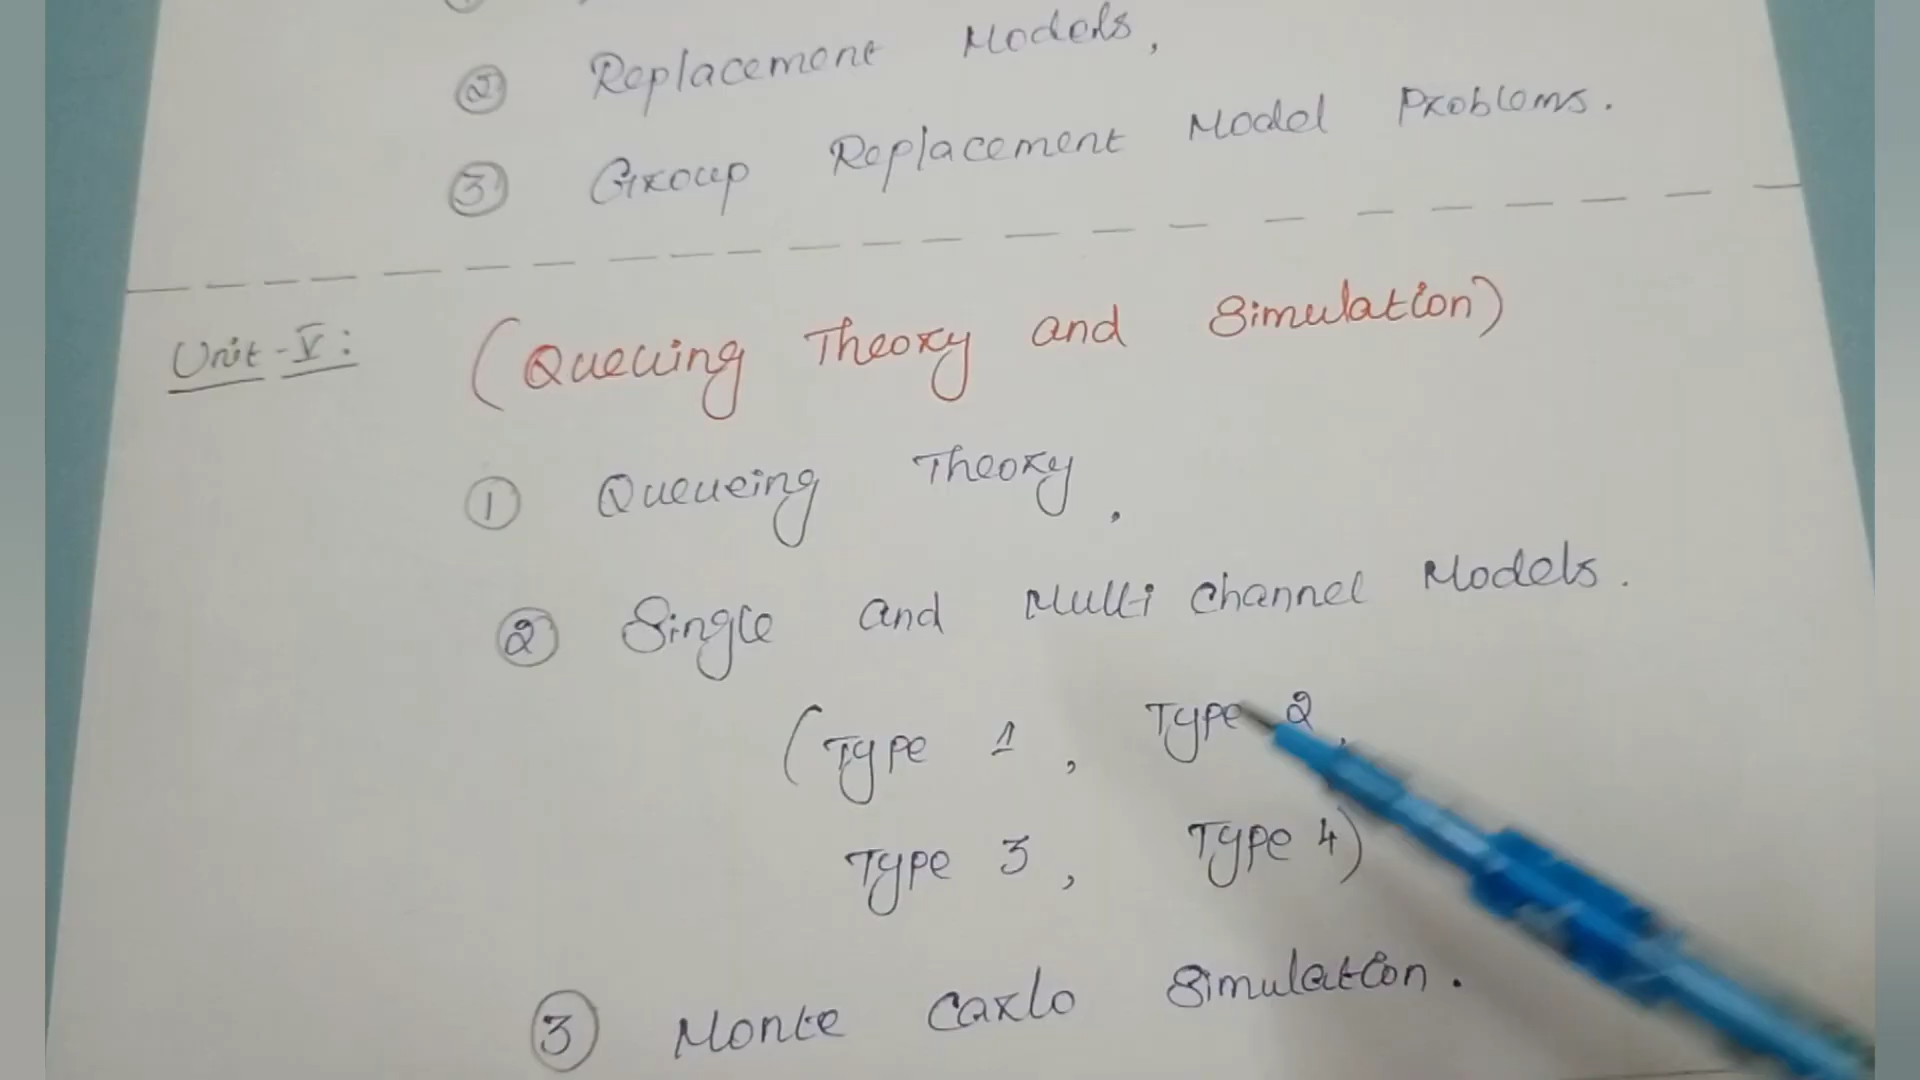 ② Replacement Models,
③ Group Replacement Model Problems.
Unit-V: (Queuing Theory and Simulation)
① Queueing Theory.
② Single and Multi Channel Models.
(Type 1, Type 2,
Type 3, Type 4)
③ Monte Carlo Simulation.